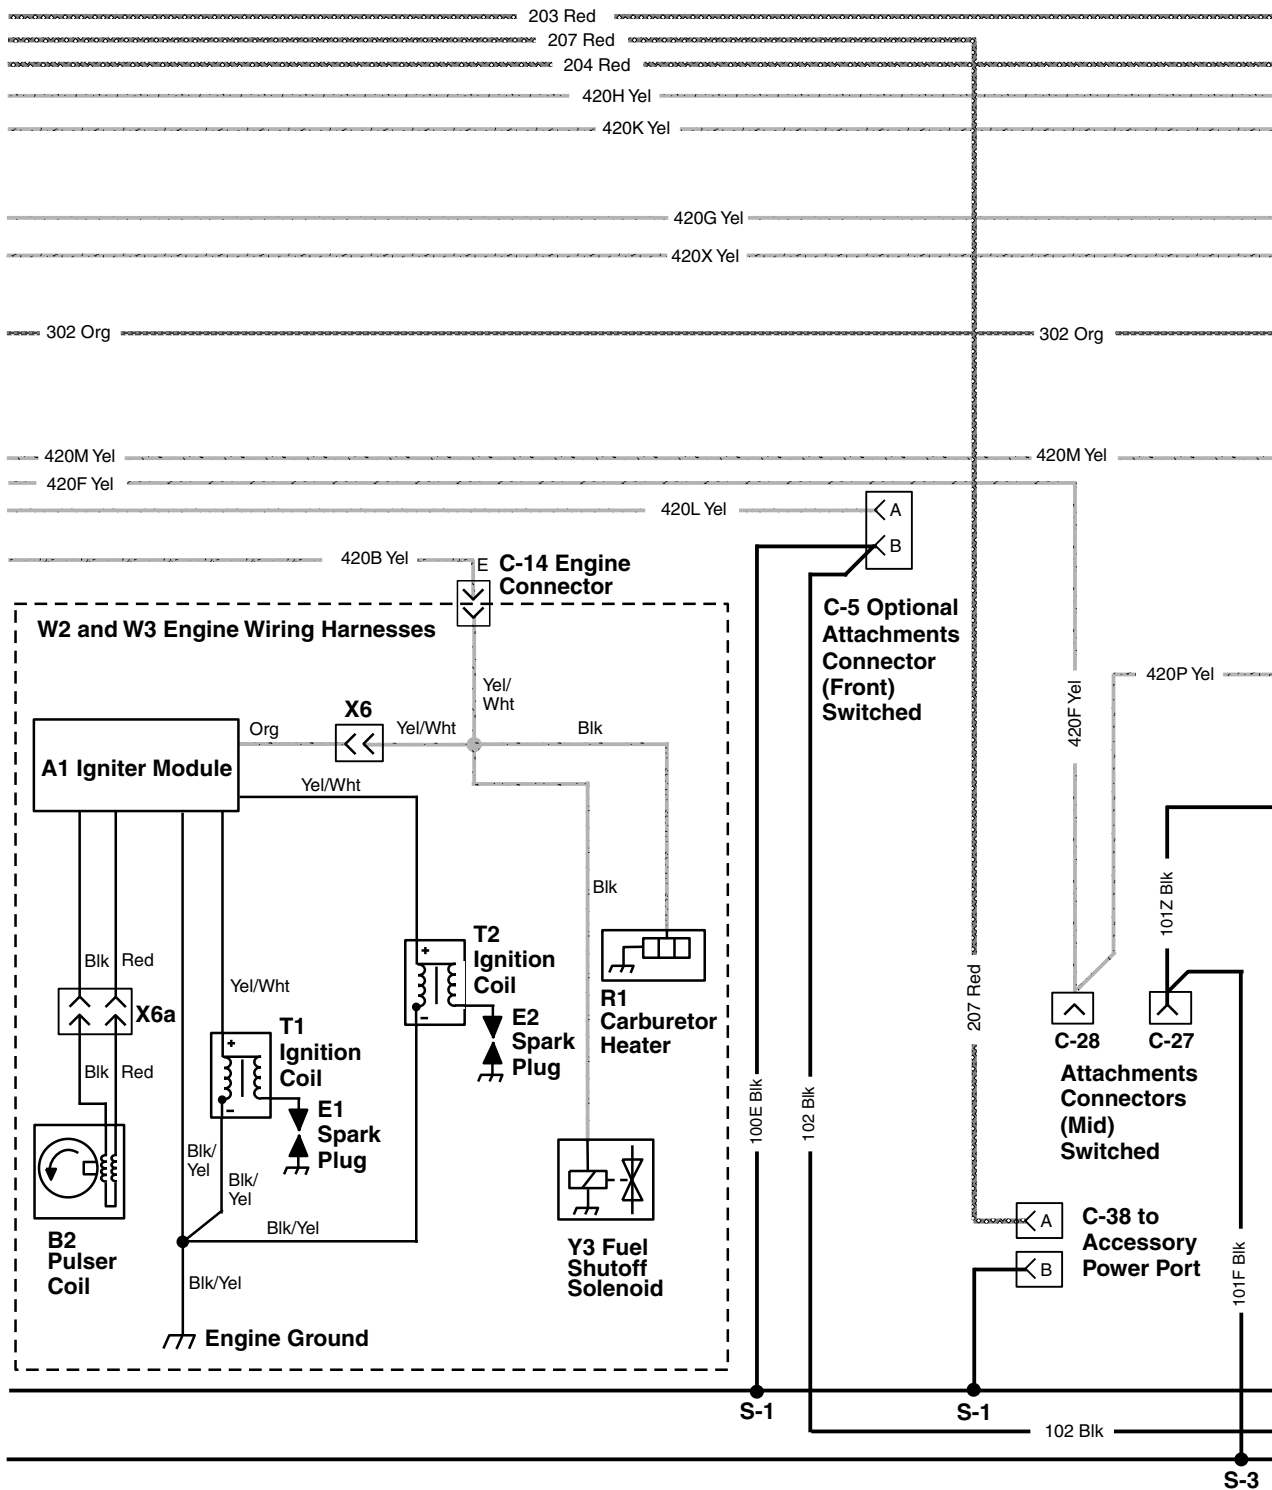 203 Red
207 Red
204 Red
420H Yel
420K Yel
420G Yel
420X Yel
302 Org
302 Org
420M Yel
420M Yel
420F Yel
420L Yel
A
B
420B Yel
E
C-14 Engine
Connector
C-5 Optional
Attachments
Connector
(Front)
Switched
W2 and W3 Engine Wiring Harnesses
Yel/
Wht
420F Yel
420P Yel
X6
Org
Yel/Wht
Blk
A1 Igniter Module
Yel/Wht
Blk
101Z Blk
T2
Ignition
Coil
+
-
Blk
Red
X6a
Yel/Wht
207 Red
R1
Carburetor
Heater
E2
Spark
Plug
T1
Ignition
Coil
+
-
C-28
C-27
Attachments
Connectors
(Mid)
Switched
Blk
Red
100E Blk
102 Blk
E1
Spark
Plug
Blk/
Yel
Blk/
Yel
Blk/Yel
B2
Pulser
Coil
Y3 Fuel
Shutoff
Solenoid
A
B
C-38 to
Accessory
Power Port
101F Blk
Blk/Yel
Engine Ground
S-1
S-1
102 Blk
S-3